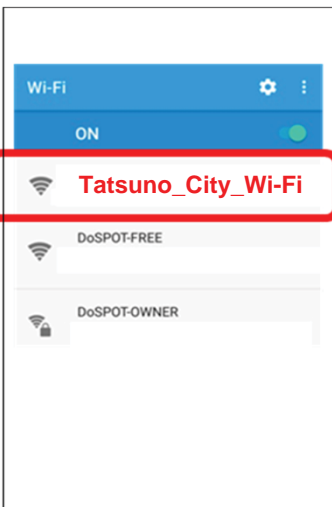 Wi-Fi
ON
Tatsuno_City_Wi-Fi
DoSPOT-FREE
DoSPOT-OWNER